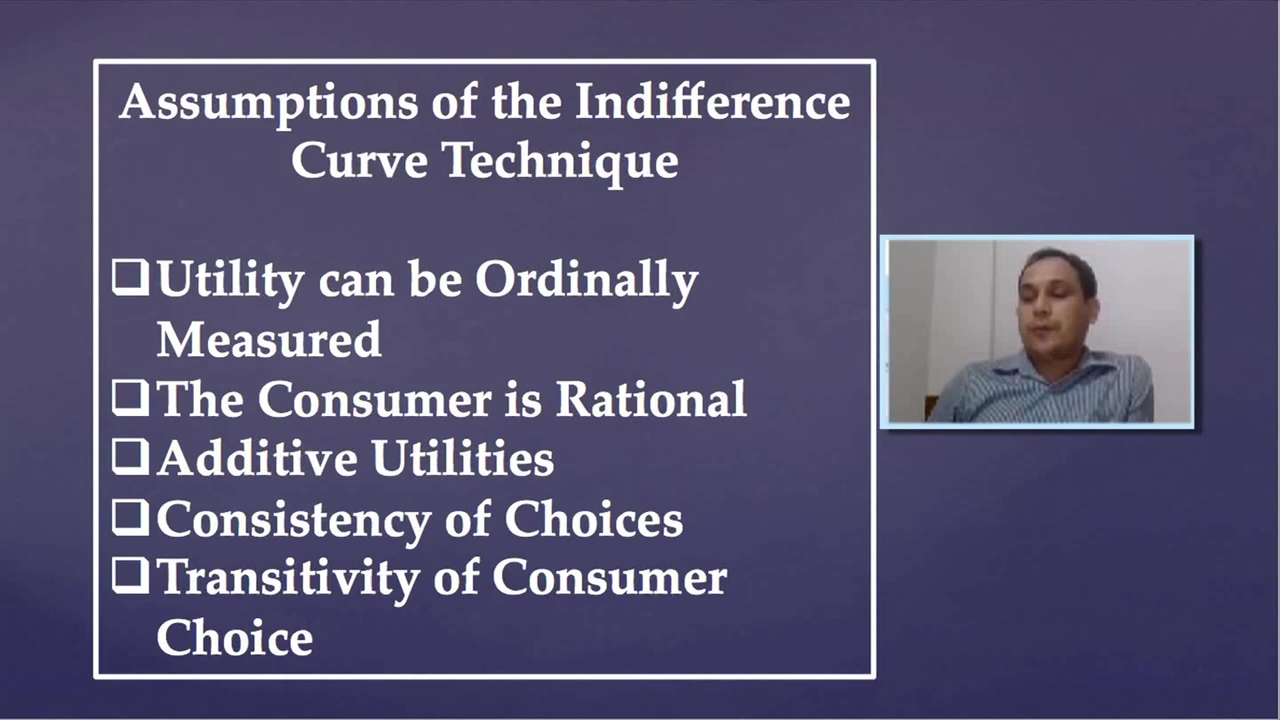 Assumptions of the Indifference
Curve Technique
❑Utility can be Ordinally
Measured
❑The Consumer is Rational
❑Additive Utilities
❑Consistency of Choices
❑Transitivity of Consumer
Choice